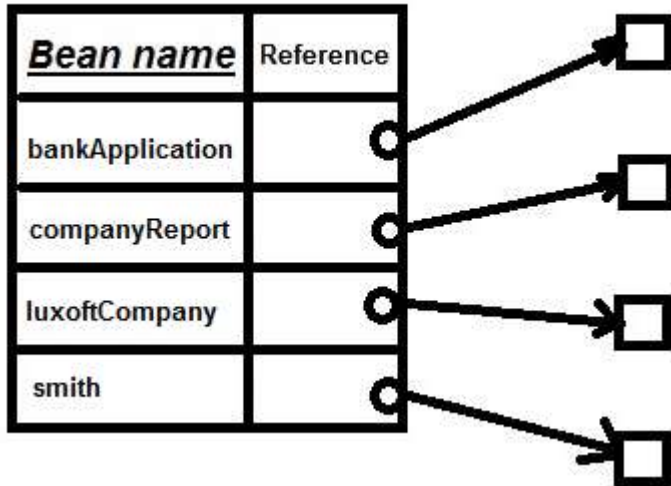 Bean name Reference
bankApplication
companyReport
luxoftCompany
smith